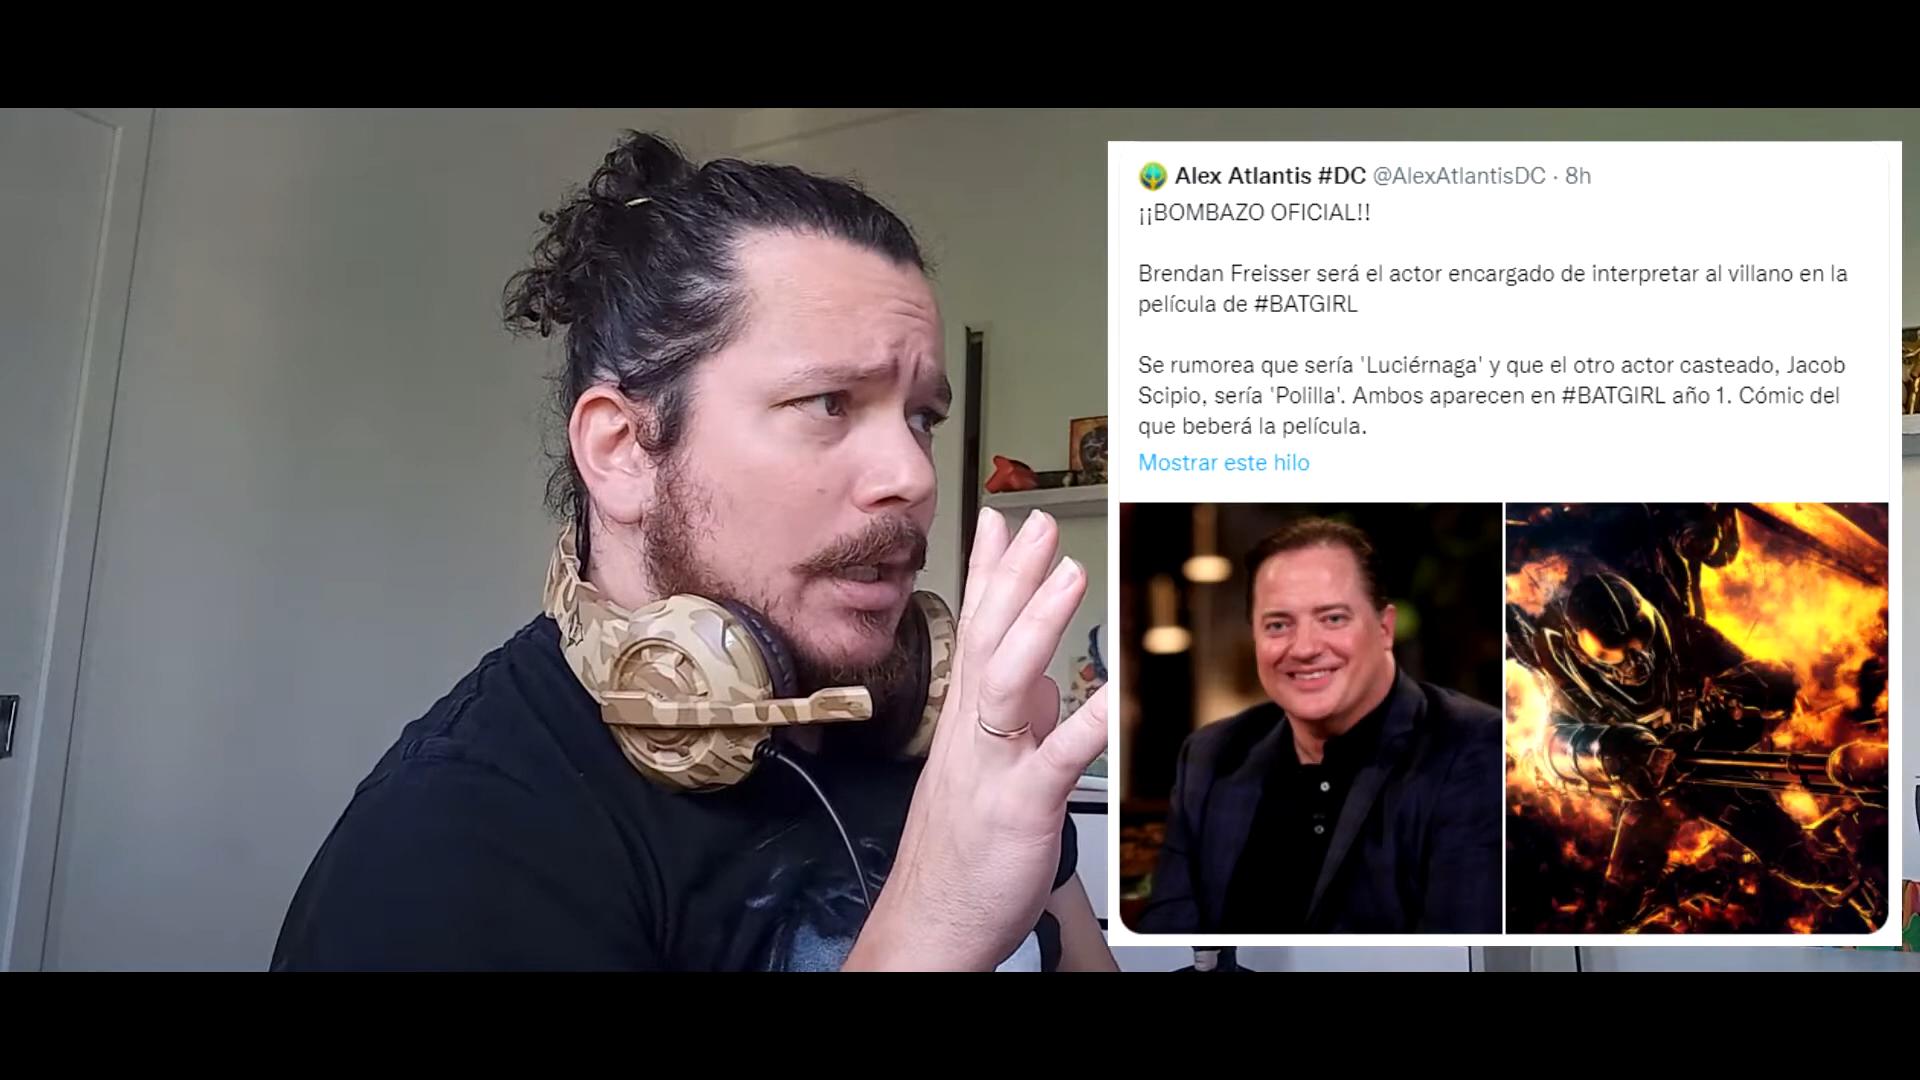 Alex Atlantis #DC @AlexAtlantisDC · 8h
¡¡BOMBAZO OFICIAL!!
Brendan Freisser será el actor encargado de interpretar al villano en la
película de #BATGIRL
Se rumorea que sería 'Luciérnaga' y que el otro actor casteado, Jacob
Scipio, sería 'Polilla'. Ambos aparecen en #BATGIRL año 1. Cómic del
que beberá la película.
Mostrar este hilo